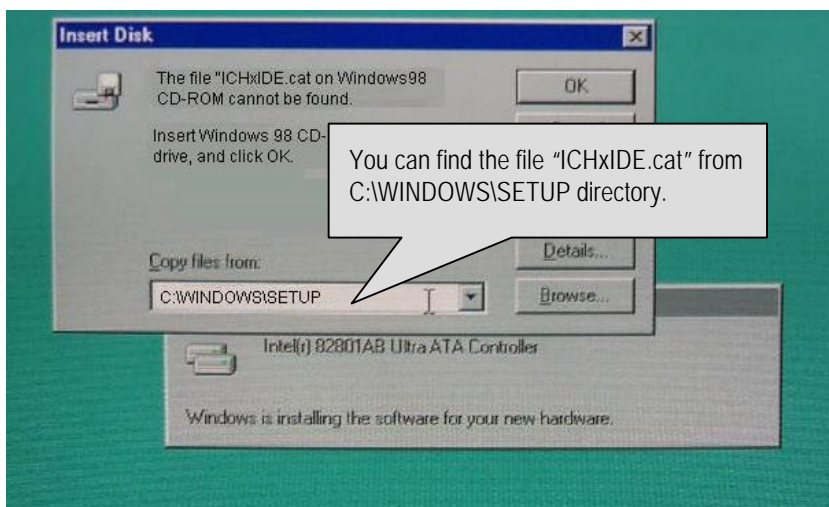 Insert Disk
The file "ICHxIDE.cat on Windows98
CD-ROM cannot be found.
OK
Insert Windows 98 CD-
drive, and click OK.
You can find the file “ICHxIDE.cat” from
C:\WINDOWS\SETUP directory.
Details...
Copy files from:
C:\WINDOWS\SETUP
Browse...
Intel(r) 82801AB Ultra ATA Controller
Windows is installing the software for your new hardware.